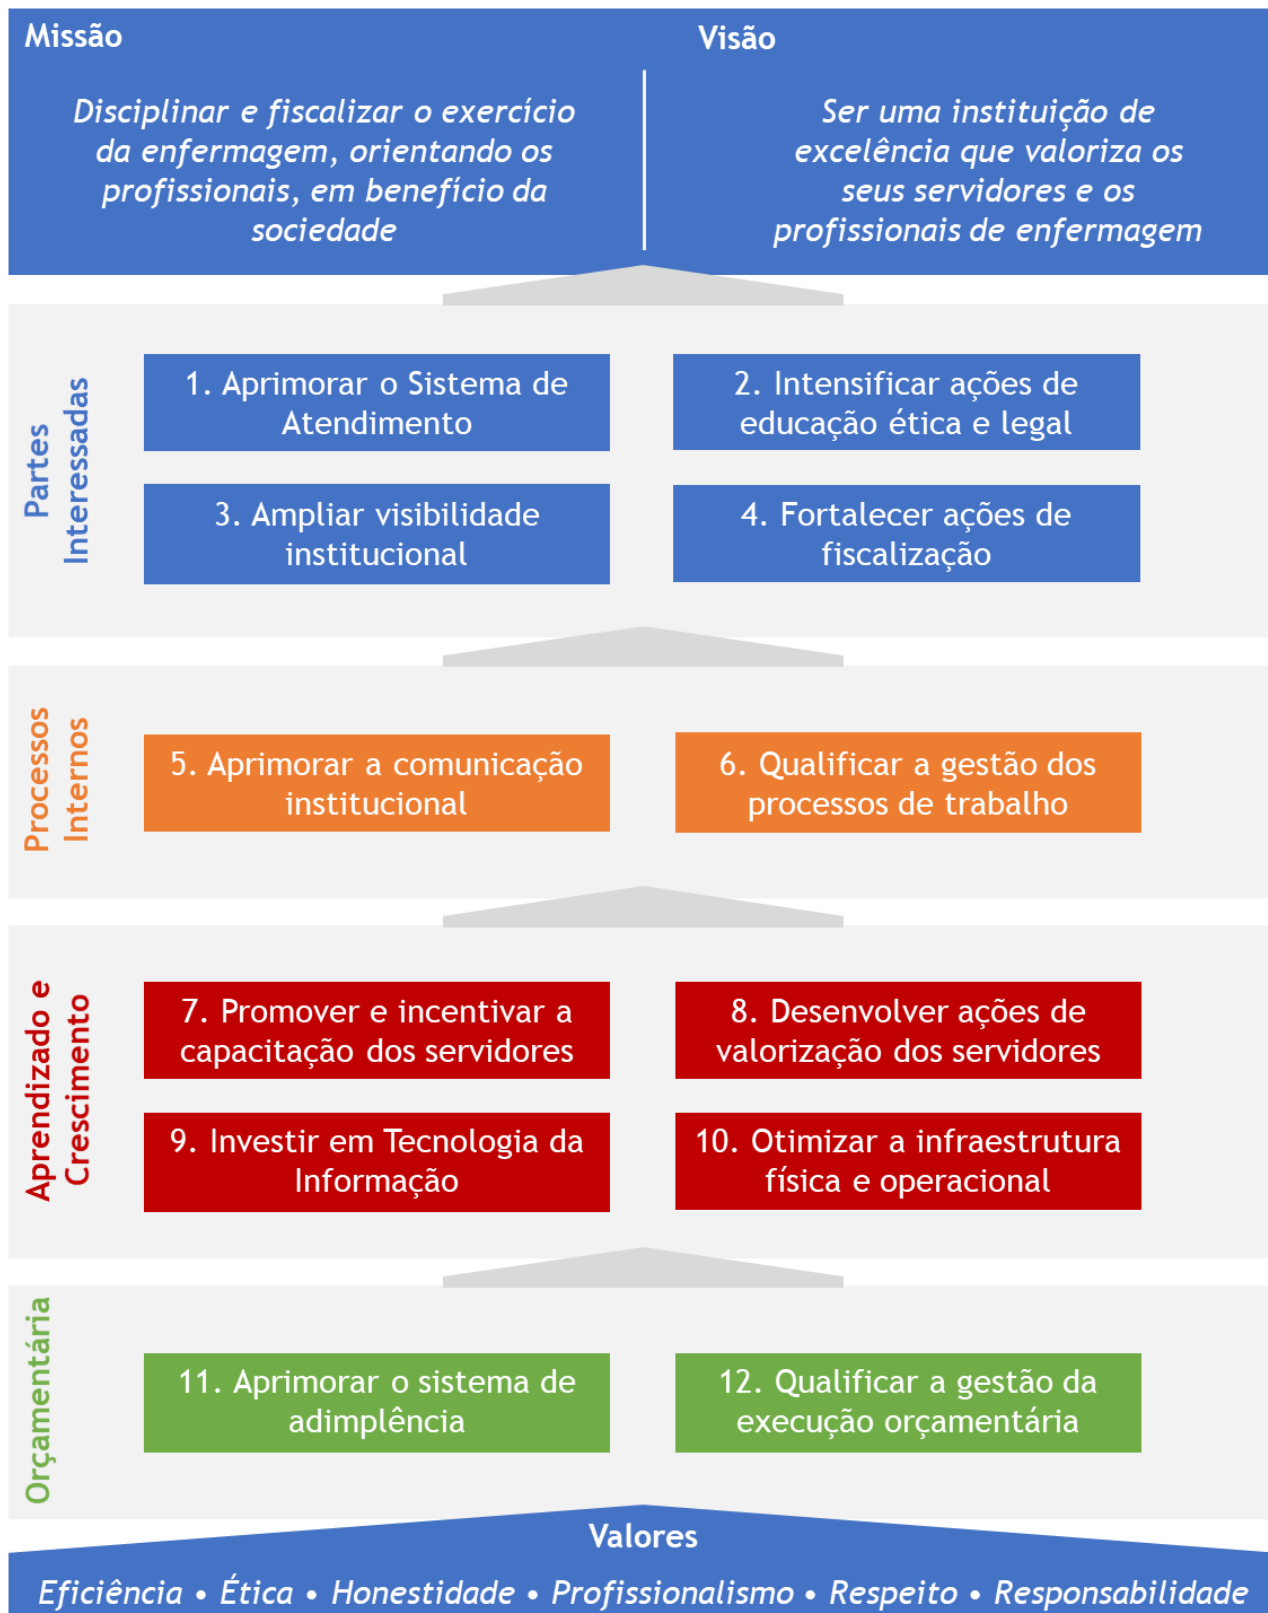 Missão
Disciplinar e fiscalizar o exercício
da enfermagem, orientando os
profissionais, em benefício da
sociedade
Visão
Ser uma instituição de
excelência que valoriza os
seus servidores e os
profissionais de enfermagem
Partes
Interessadas
1. Aprimorar o Sistema de
Atendimento
2. Intensificar ações de
educação ética e legal
3. Ampliar visibilidade
institucional
4. Fortalecer ações de
fiscalização
Processos
Internos
5. Aprimorar a comunicação
institucional
6. Qualificar a gestão dos
processos de trabalho
Aprendizado e
Crescimento
7. Promover e incentivar a
capacitação dos servidores
8. Desenvolver ações de
valorização dos servidores
9. Investir em Tecnologia da
Informação
10. Otimizar a infraestrutura
física e operacional
Orçamentária
11. Aprimorar o sistema de
adimplência
12. Qualificar a gestão da
execução orçamentária
Valores
Eficiência • Ética • Honestidade • Profissionalismo • Respeito • Responsabilidade